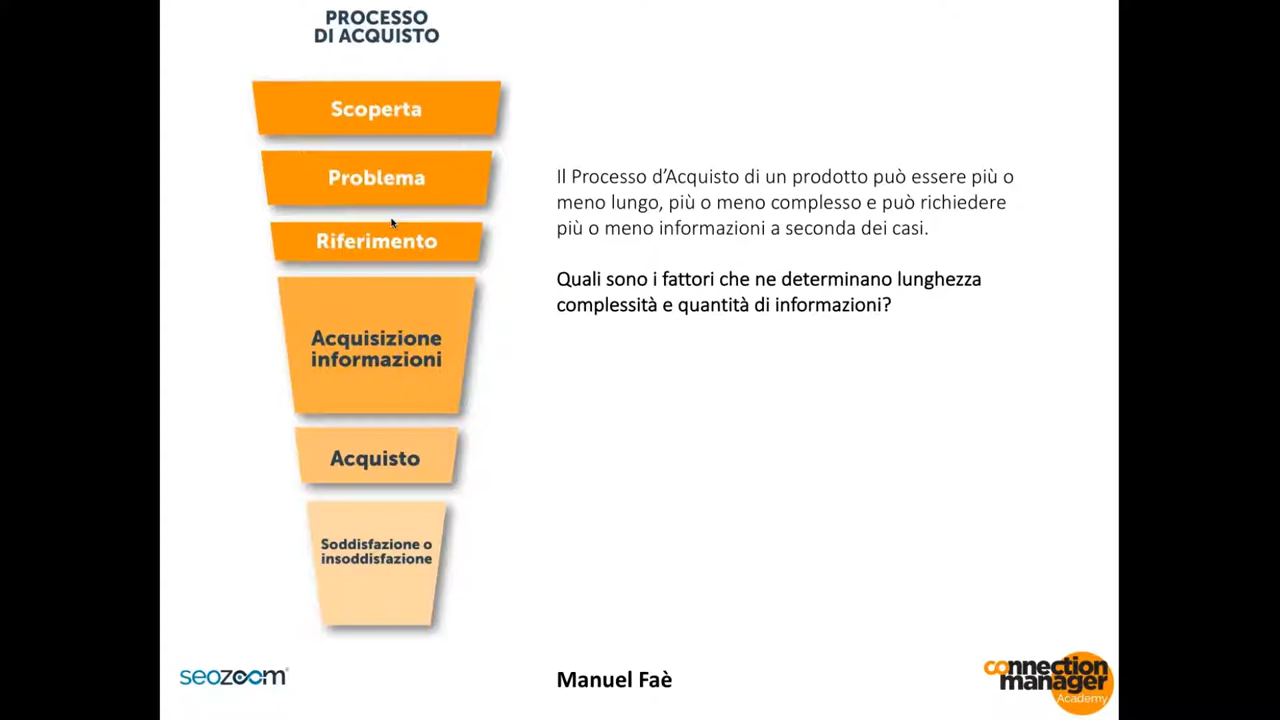 PROCESSO
DI ACQUISTO
Scoperta
Problema
Riferimento
Acquisizione
informazioni
Acquisto
Soddisfazione o
insoddisfazione
Il Processo d’Acquisto di un prodotto può essere più o
meno lungo, più o meno complesso e può richiedere
più o meno informazioni a seconda dei casi.
Quali sono i fattori che ne determinano lunghezza
complessità e quantità di informazioni?
seozoom
Manuel Faè
connection
manager
Academy